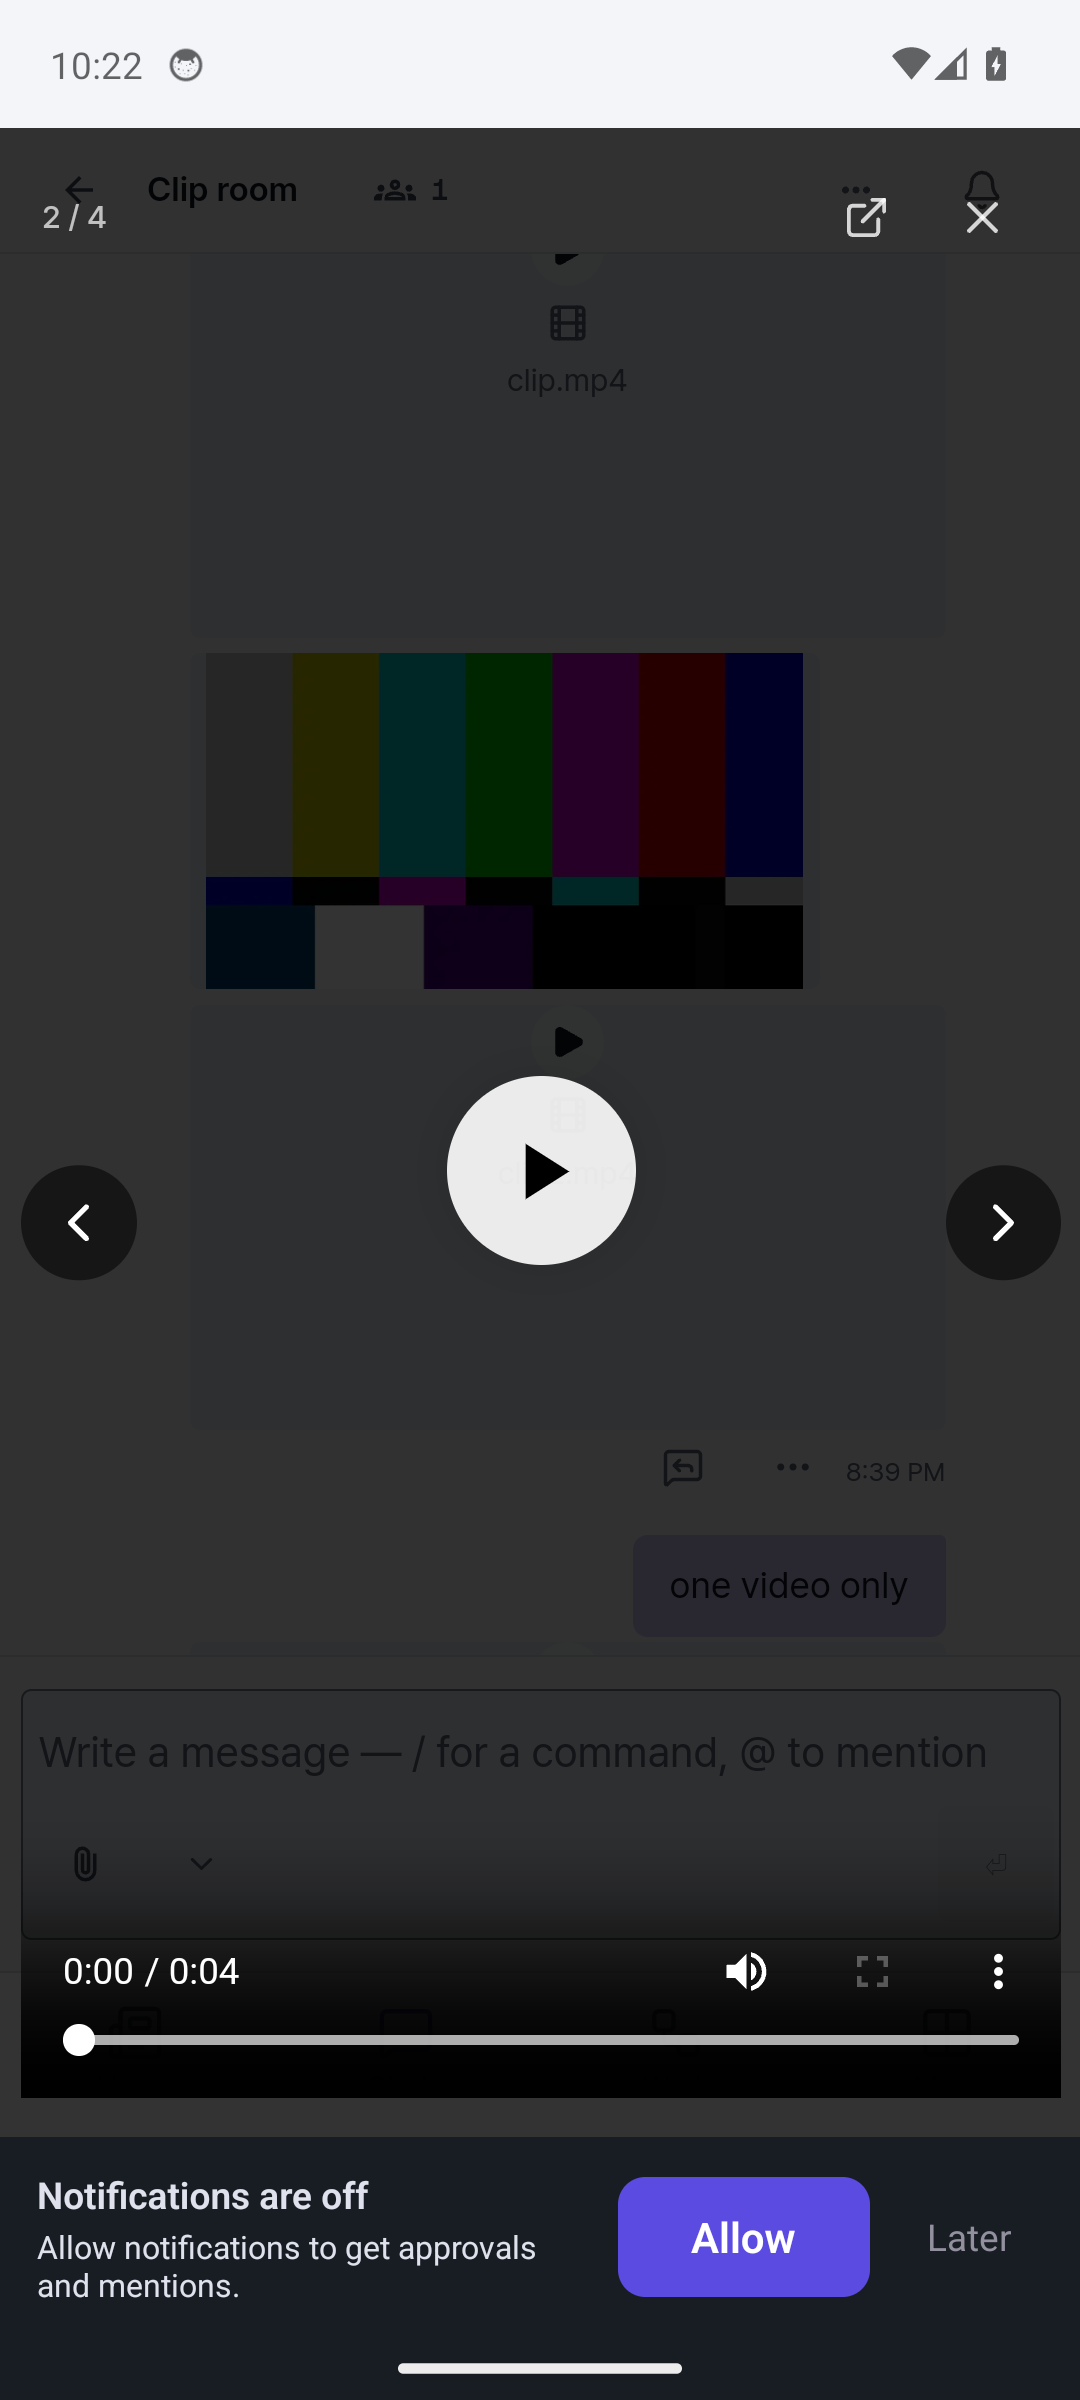 10:22
Clip room 1
2 / 4
clip.mp4
8:39 PM
one video only
Write a message — / for a command, @ to mention
0:00 / 0:04
Notifications are off
Allow notifications to get approvals
and mentions.
Allow
Later